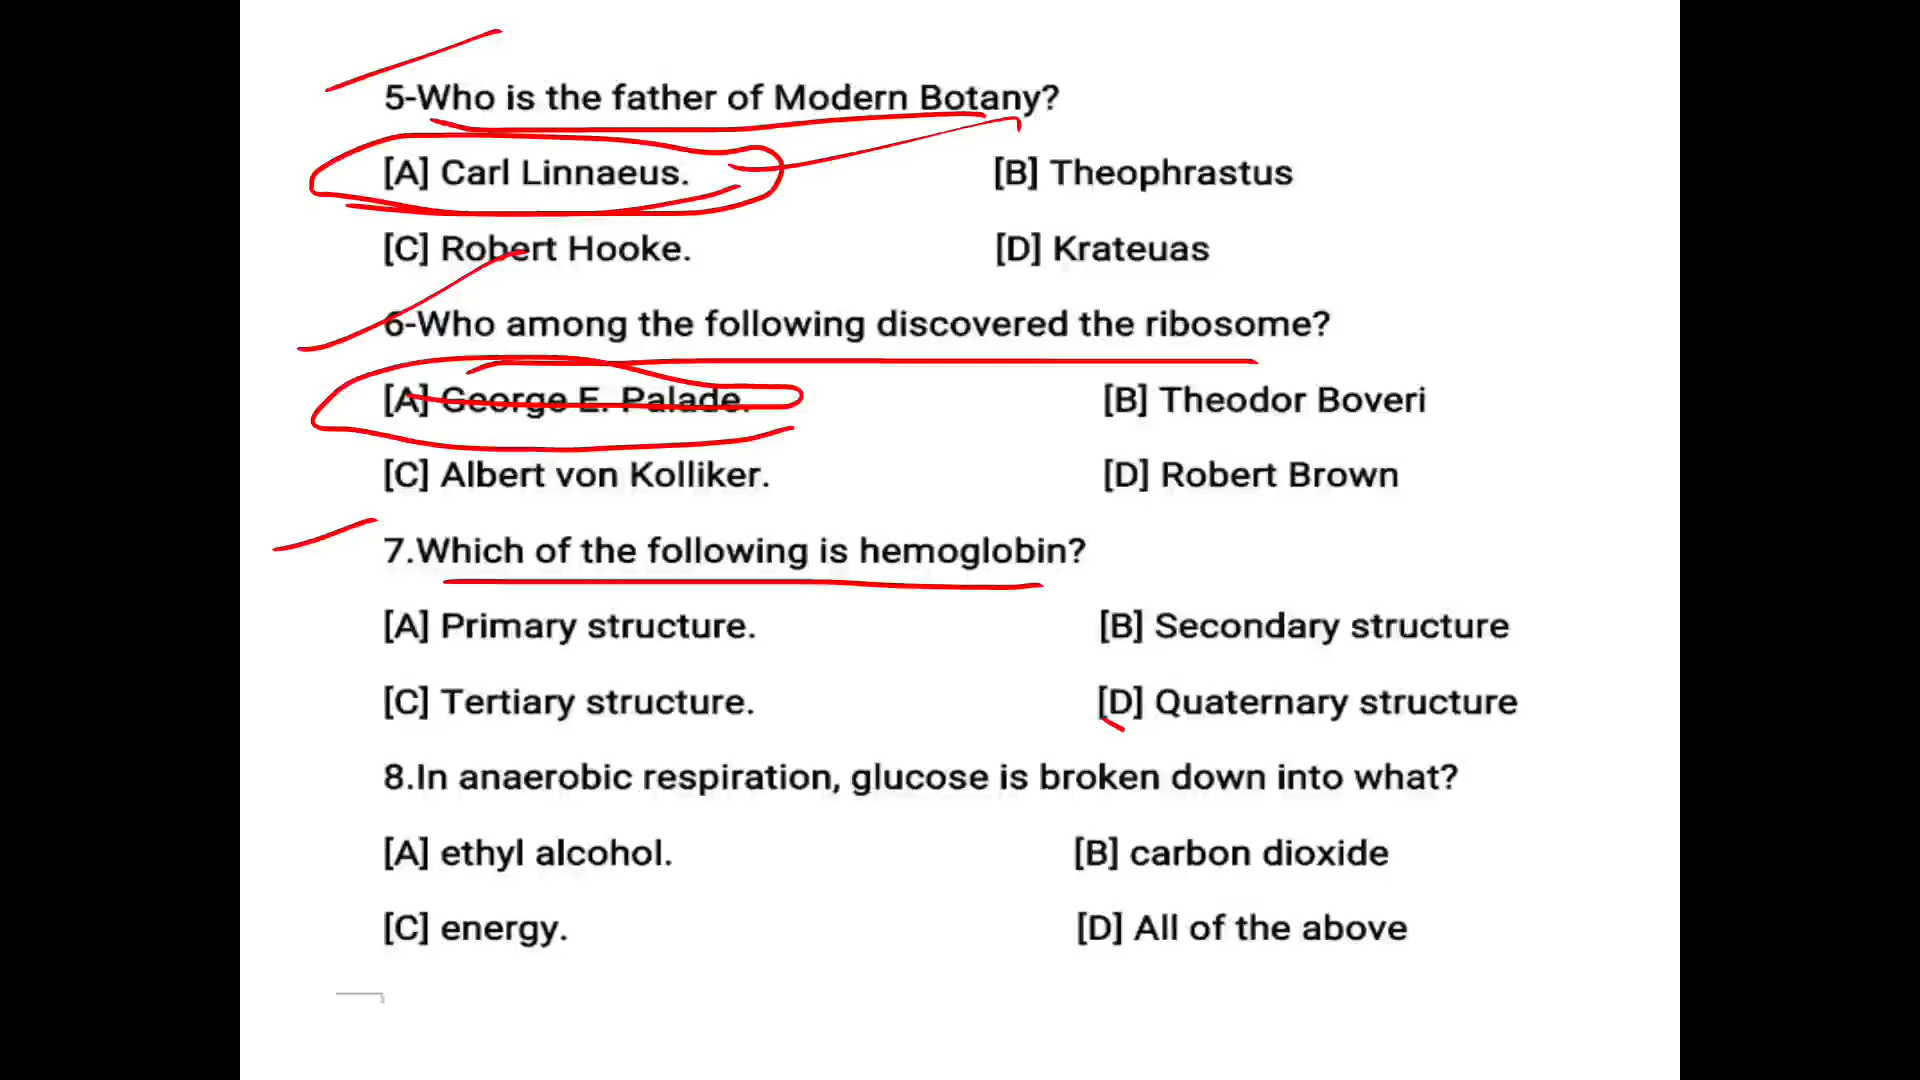 5-Who is the father of Modern Botany?
[A] Carl Linnaeus. [B] Theophrastus
[C] Robert Hooke. [D] Krateuas
6-Who among the following discovered the ribosome?
[A] George E. Palade. [B] Theodor Boveri
[C] Albert von Kolliker. [D] Robert Brown
7.Which of the following is hemoglobin?
[A] Primary structure. [B] Secondary structure
[C] Tertiary structure. [D] Quaternary structure
8.In anaerobic respiration, glucose is broken down into what?
[A] ethyl alcohol. [B] carbon dioxide
[C] energy. [D] All of the above